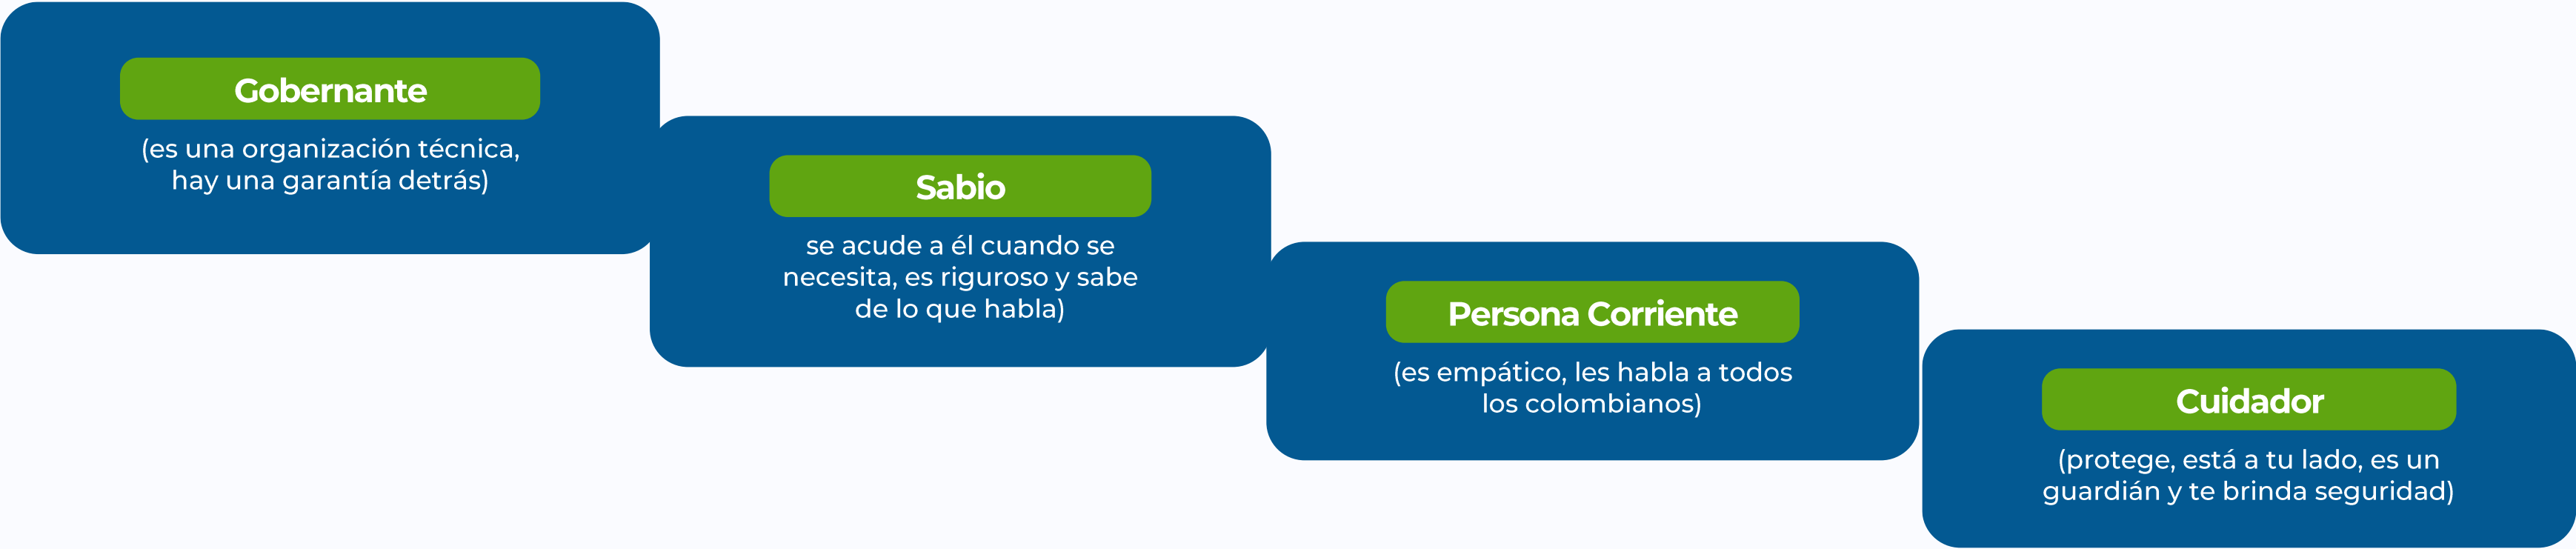 Gobernante
(es una organización técnica,
hay una garantía detrás)
Sabio
se acude a él cuando se
necesita, es riguroso y sabe
de lo que habla)
Persona Corriente
(es empático, les habla a todos
los colombianos)
Cuidador
(protege, está a tu lado, es un
guardián y te brinda seguridad)